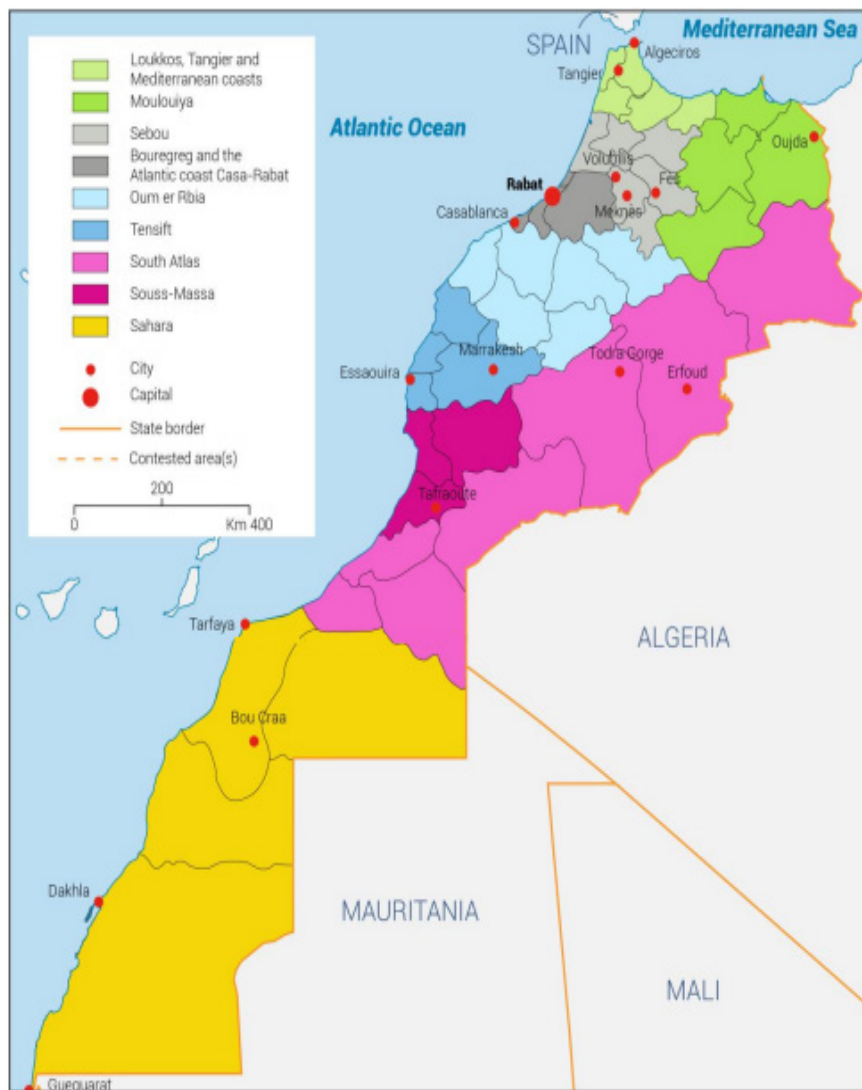 Loukkos, Tangier and
Mediterranean coasts
Moulouiya
Sebou
Bouregreg and the
Atlantic coast Casa-Rabat
Oum er Rbia
Tensift
South Atlas
Souss-Massa
Sahara
City
Capital
State border
Contested area(s)
200
0
Km 400
Mediterranean Sea
SPAIN
Algeciros
Tangier
Atlantic Ocean
Oujda
Volubilis
Fès
Rabat
Meknès
Casablanca
Marrakesh
Todra Gorge
Essaouira
Erfoud
Tafraoute
Tarfaya
ALGERIA
Bou Craa
Dakhla
MAURITANIA
MALI
Guequarat